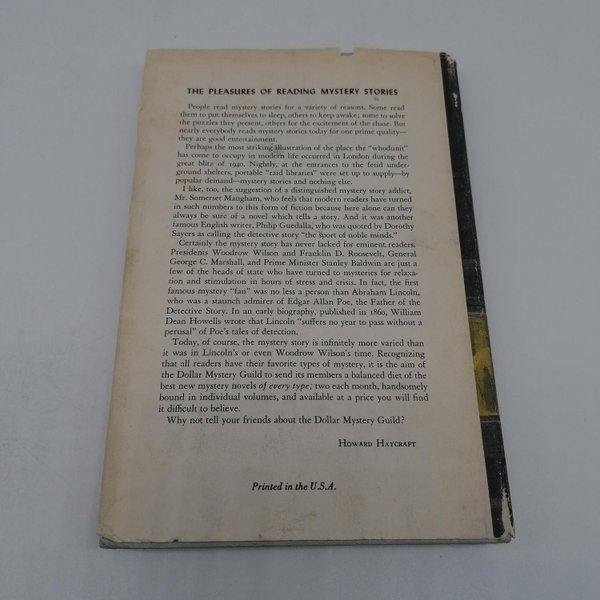 THE PLEASURES OF READING MYSTERY STORIES
People read mystery stories for a variety of reasons. Some read
them to put themselves to sleep, others to keep awake; some to solve
the puzzles they present, others for the excitement of the chase. But
nearly everybody reads mystery stories today for one prime quality—
they are good entertainment.
Perhaps the most striking illustration of the place the "whodunit"
has come to occupy in modern life occurred in London during the
great blitz of 1940. Nightly, at the entrances to the fetid under-
ground shelters, portable "raid libraries" were set up to supply—by
popular demand—mystery stories and nothing else.
I like, too, the suggestion of a distinguished mystery story addict,
Mr. Somerset Maugham, who feels that modern readers have turned
in such numbers to this form of fiction because here alone can they
always be sure of a novel which tells a story. And it was another
famous English writer, Philip Guedalla, who was quoted by Dorothy
Sayers as calling the detective story "the sport of noble minds."
Certainly the mystery story has never lacked for eminent readers.
Presidents Woodrow Wilson and Franklin D. Roosevelt, General
George C. Marshall, and Prime Minister Stanley Baldwin are just a
few of the heads of state who have turned to mysteries for relaxa-
tion and stimulation in hours of stress and crisis. In fact, the first
famous mystery "fan" was no less a person than Abraham Lincoln,
who was a staunch admirer of Edgar Allan Poe, the Father of the
Detective Story. In an early biography, published in 1860, William
Dean Howells wrote that Lincoln "suffers no year to pass without a
perusal" of Poe's tales of detection.
Today, of course, the mystery story is infinitely more varied than
it was in Lincoln's or even Woodrow Wilson's time. Recognizing
that all readers have their favorite types of mystery, it is the aim of
the Dollar Mystery Guild to send its members a balanced diet of the
best new mystery novels of every type; two each month, handsomely
bound in individual volumes, and available at a price you will find
it difficult to believe.
Why not tell your friends about the Dollar Mystery Guild?
HOWARD HAYCRAFT
Printed in the U.S.A.